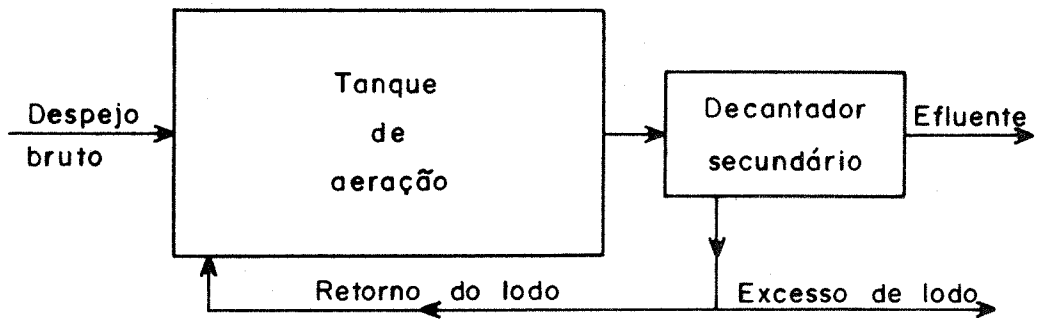 Despejo
bruto
Tanque
de
aeração
Decantador
secundário
Efluente
Retorno do lodo
Excesso de lodo